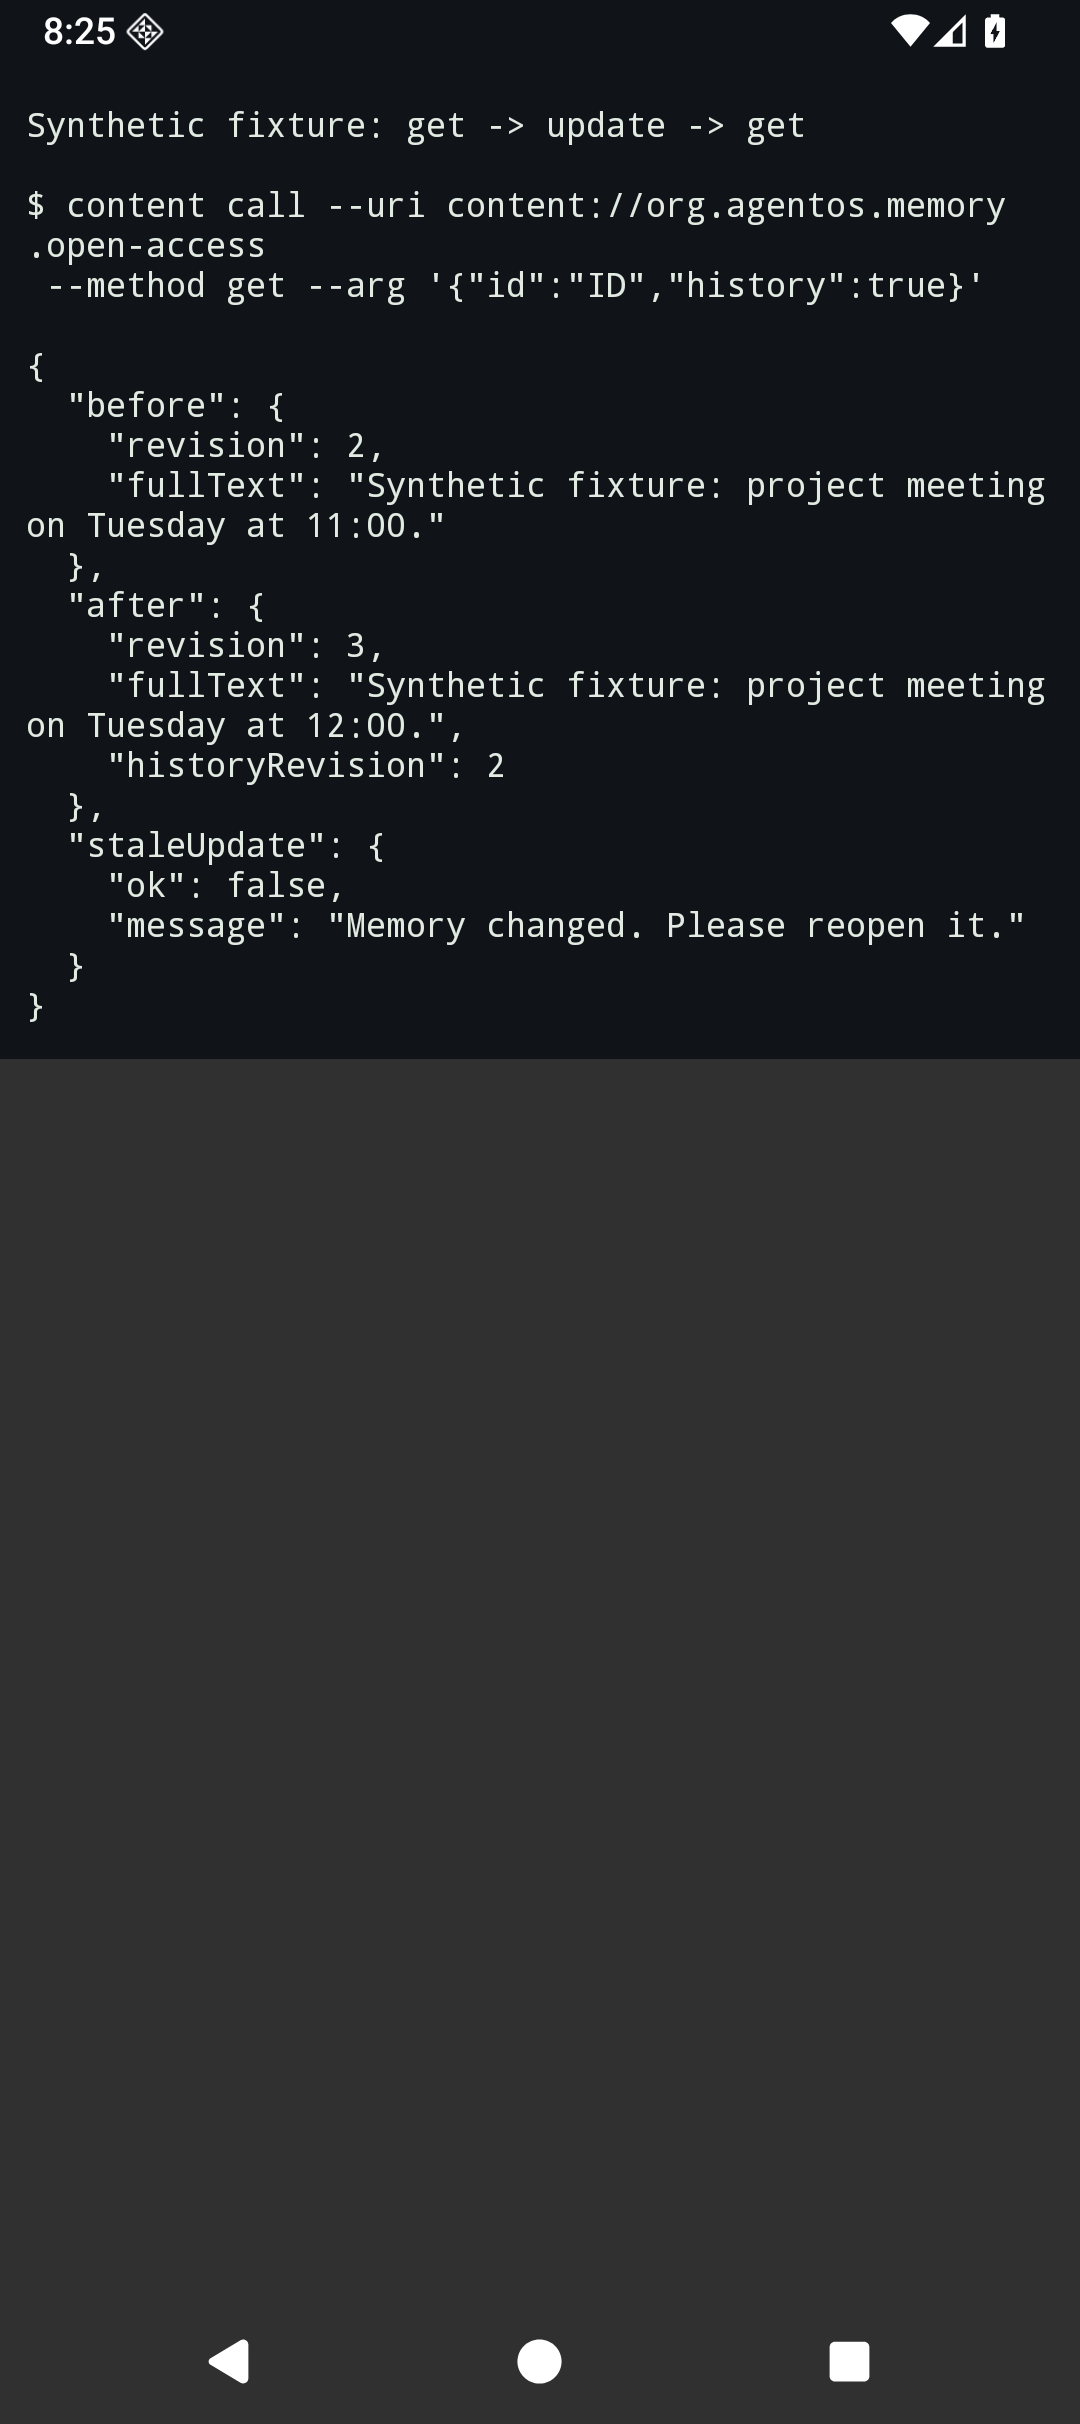 8:25
Synthetic fixture: get -> update -> get
$ content call --uri content://org.agentos.memory
.open-access
 --method get --arg '{"id":"ID","history":true}'
{
  "before": {
    "revision": 2,
    "fullText": "Synthetic fixture: project meeting
on Tuesday at 11:00."
  },
  "after": {
    "revision": 3,
    "fullText": "Synthetic fixture: project meeting
on Tuesday at 12:00.",
    "historyRevision": 2
  },
  "staleUpdate": {
    "ok": false,
    "message": "Memory changed. Please reopen it."
  }
}